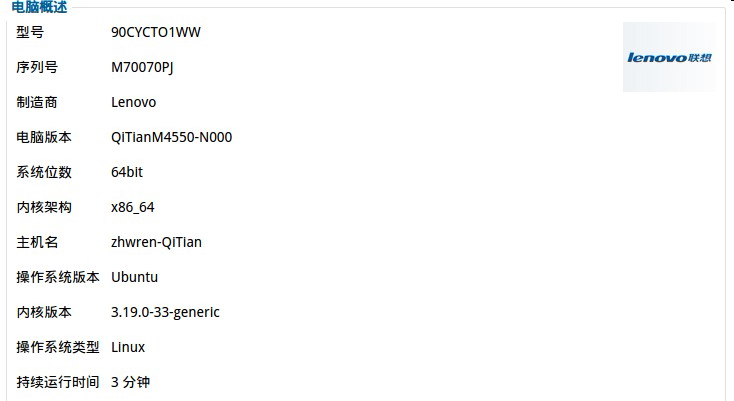 电脑概述
型号 90CYCTO1WW
lenovo联想
序列号 M70070PJ
制造商 Lenovo
电脑版本 QiTianM4550-N000
系统位数 64bit
内核架构 x86_64
主机名 zhwren-QiTian
操作系统版本 Ubuntu
内核版本 3.19.0-33-generic
操作系统类型 Linux
持续运行时间 3 分钟